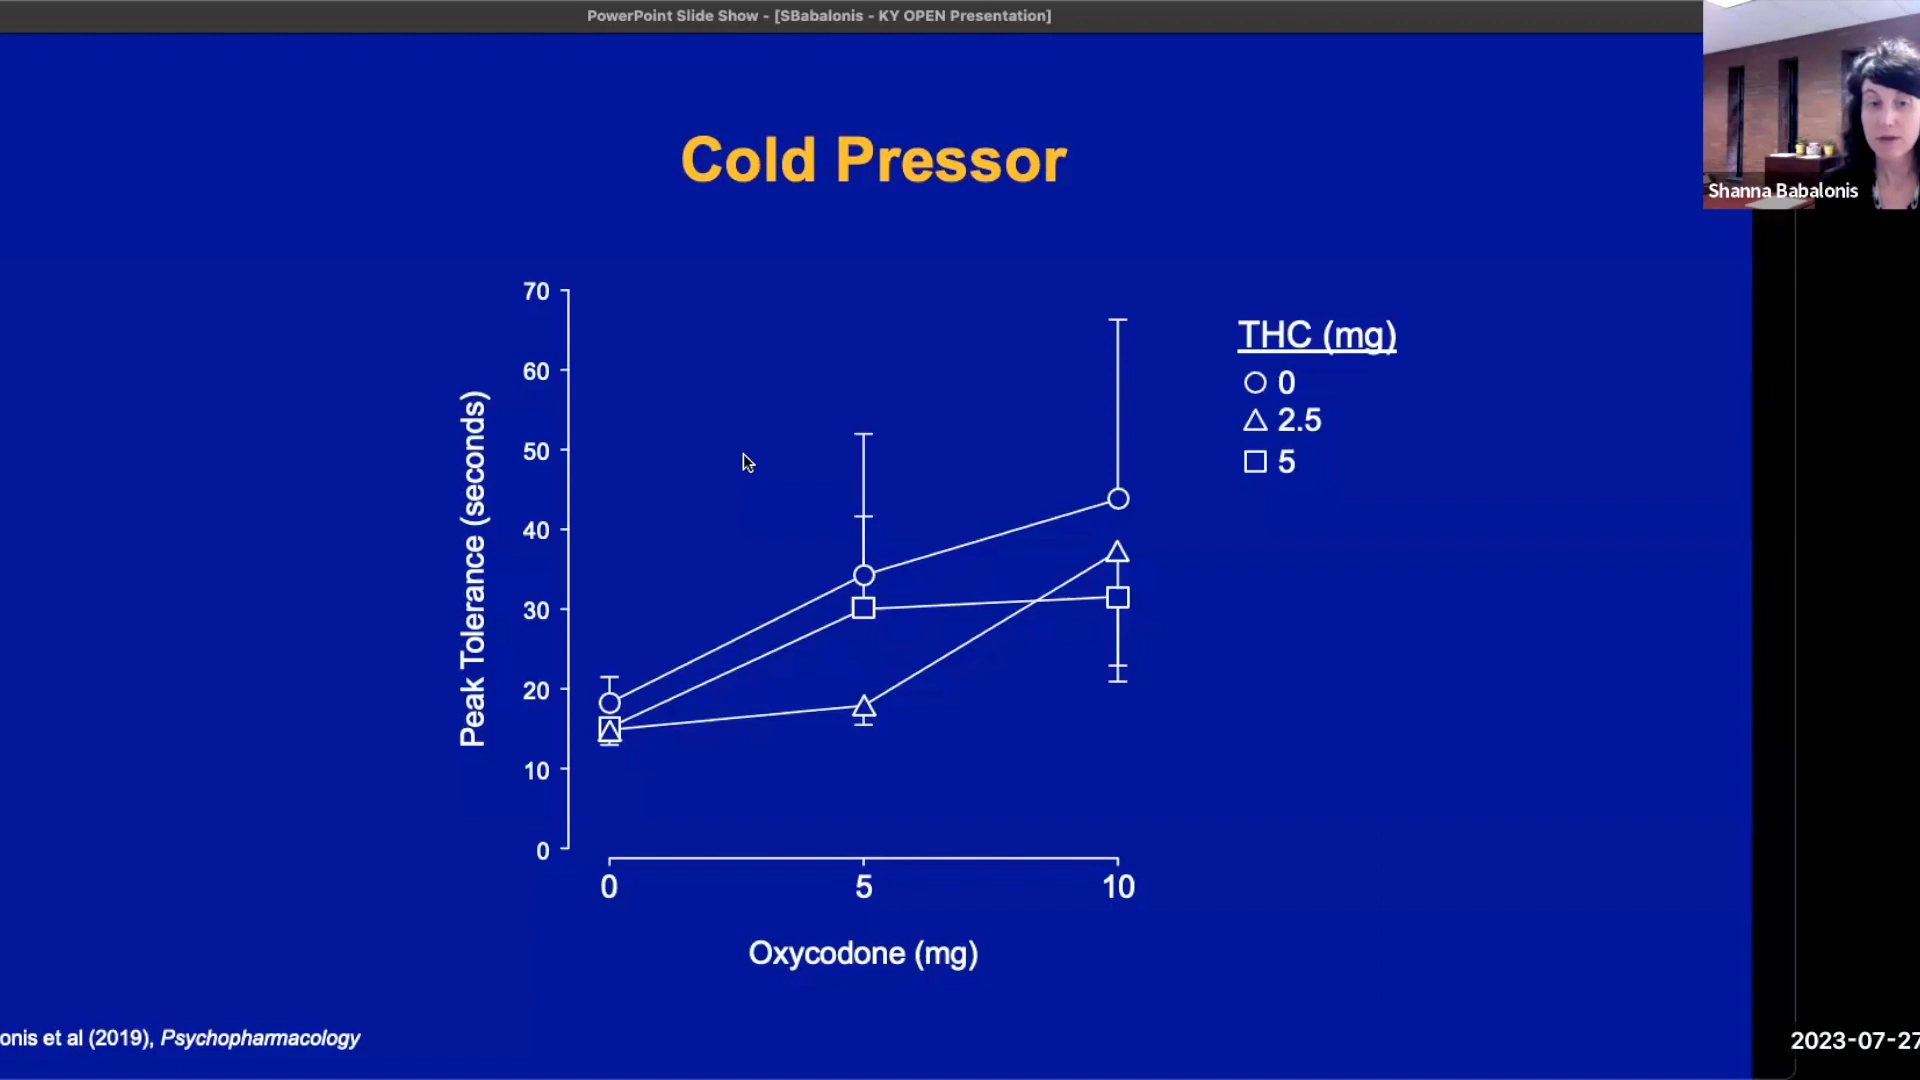 PowerPoint Slide Show - [SBabalonis - KY OPEN Presentation]
Shanna Babalonis
Cold Pressor
Peak Tolerance (seconds)
70
60
50
40
30
20
10
0
0
5
10
Oxycodone (mg)
THC (mg)
0
2.5
5
onis et al (2019), Psychopharmacology
2023-07-27